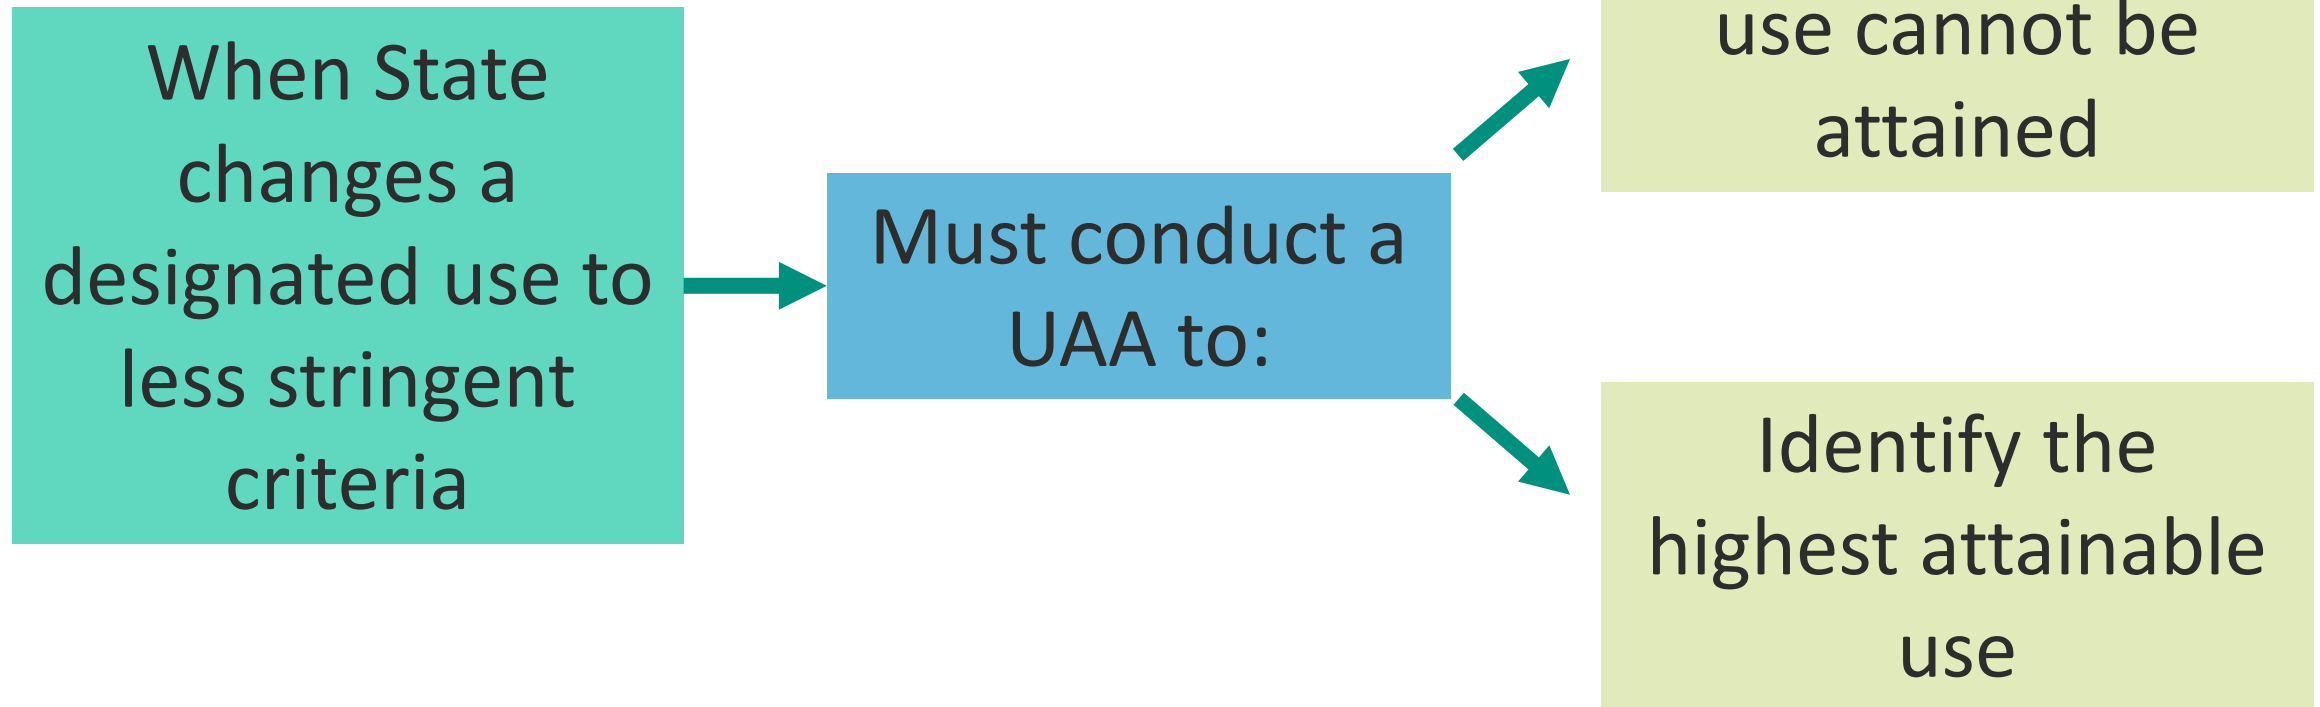 When State
changes a
designated use to
less stringent
criteria
Must conduct a
UAA to:
use cannot be
attained
Identify the
highest attainable
use